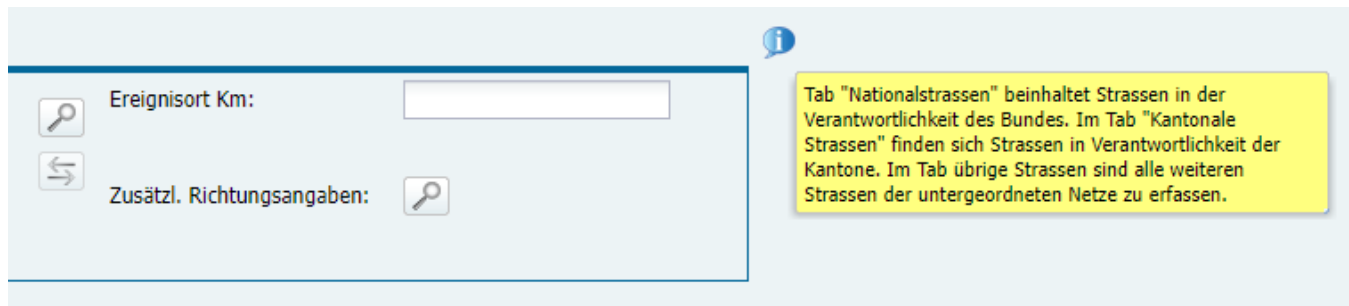 Ereignisort Km:
Zusätzl. Richtungsangaben:
Tab "Nationalstrassen" beinhaltet Strassen in der
Verantwortlichkeit des Bundes. Im Tab "Kantonale
Strassen" finden sich Strassen in Verantwortlichkeit der
Kantone. Im Tab übrige Strassen sind alle weiteren
Strassen der untergeordneten Netze zu erfassen.